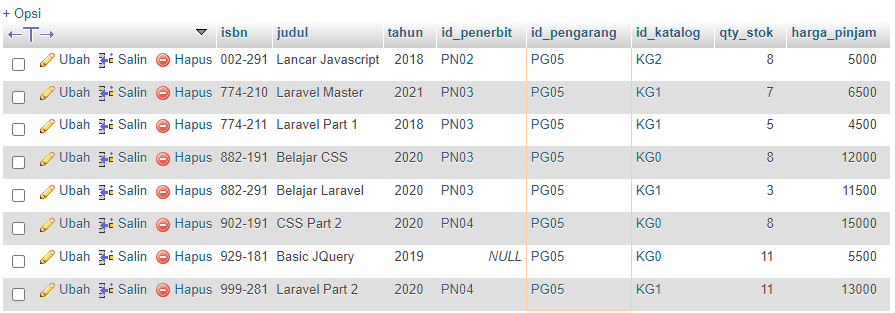 + Opsi
←T→ isbn judul tahun id_penerbit id_pengarang id_katalog qty_stok harga_pinjam
Ubah Salin Hapus 002-291 Lancar Javascript 2018 PN02 PG05 KG2 8 5000
Ubah Salin Hapus 774-210 Laravel Master 2021 PN03 PG05 KG1 7 6500
Ubah Salin Hapus 774-211 Laravel Part 1 2018 PN03 PG05 KG1 5 4500
Ubah Salin Hapus 882-191 Belajar CSS 2020 PN03 PG05 KG0 8 12000
Ubah Salin Hapus 882-291 Belajar Laravel 2020 PN03 PG05 KG1 3 11500
Ubah Salin Hapus 902-191 CSS Part 2 2020 PN04 PG05 KG0 8 15000
Ubah Salin Hapus 929-181 Basic JQuery 2019 NULL PG05 KG0 11 5500
Ubah Salin Hapus 999-281 Laravel Part 2 2020 PN04 PG05 KG1 11 13000